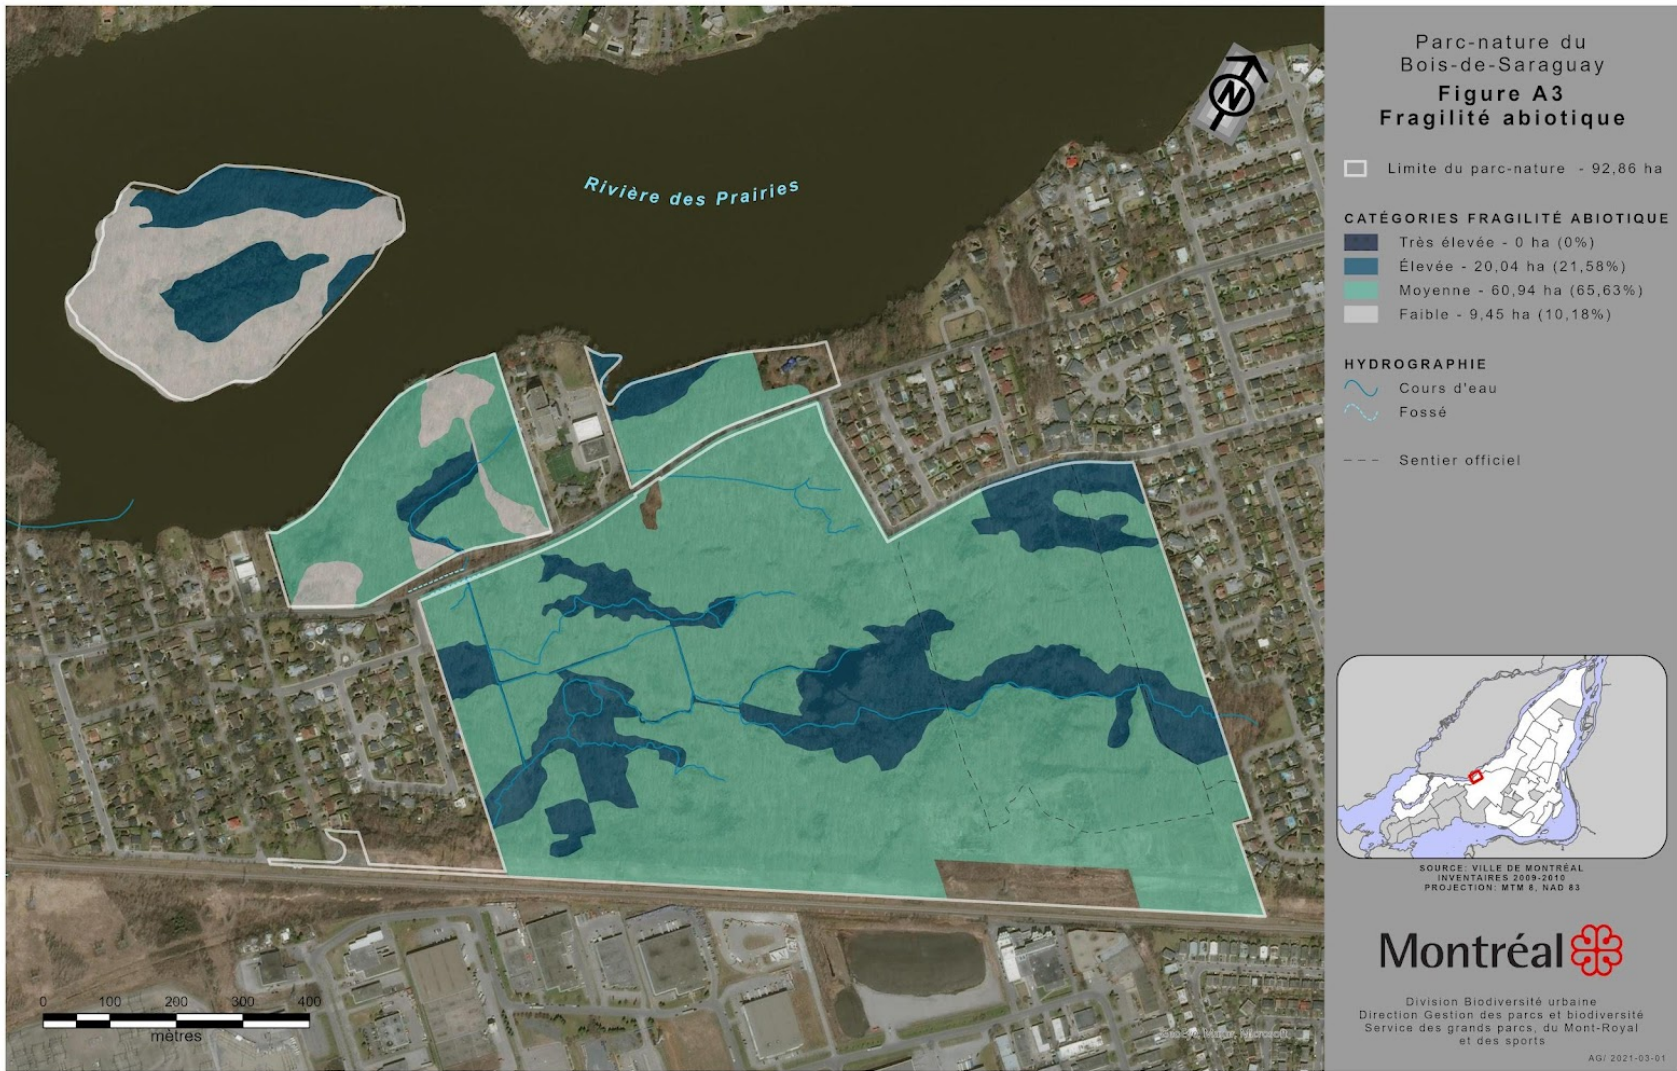 Parc-nature du
Bois-de-Saraguay
Figure A3
Fragilité abiotique
Limite du parc-nature - 92,86 ha
CATÉGORIES FRAGILITÉ ABIOTIQUE
Très élevée - 0 ha (0%)
Élevée - 20,04 ha (21,58%)
Moyenne - 60,94 ha (65,63%)
Faible - 9,45 ha (10,18%)
HYDROGRAPHIE
Cours d'eau
Fossé
Sentier officiel
N
Rivière des Prairies
0 100 200 300 400
mètres
SOURCE: VILLE DE MONTRÉAL
INVENTAIRES 2009-2010
PROJECTION: MTM 8, NAD 83
Montréal
Division Biodiversité urbaine
Direction Gestion des parcs et biodiversité
Service des grands parcs, du Mont-Royal
et des sports
AG/ 2021-03-01